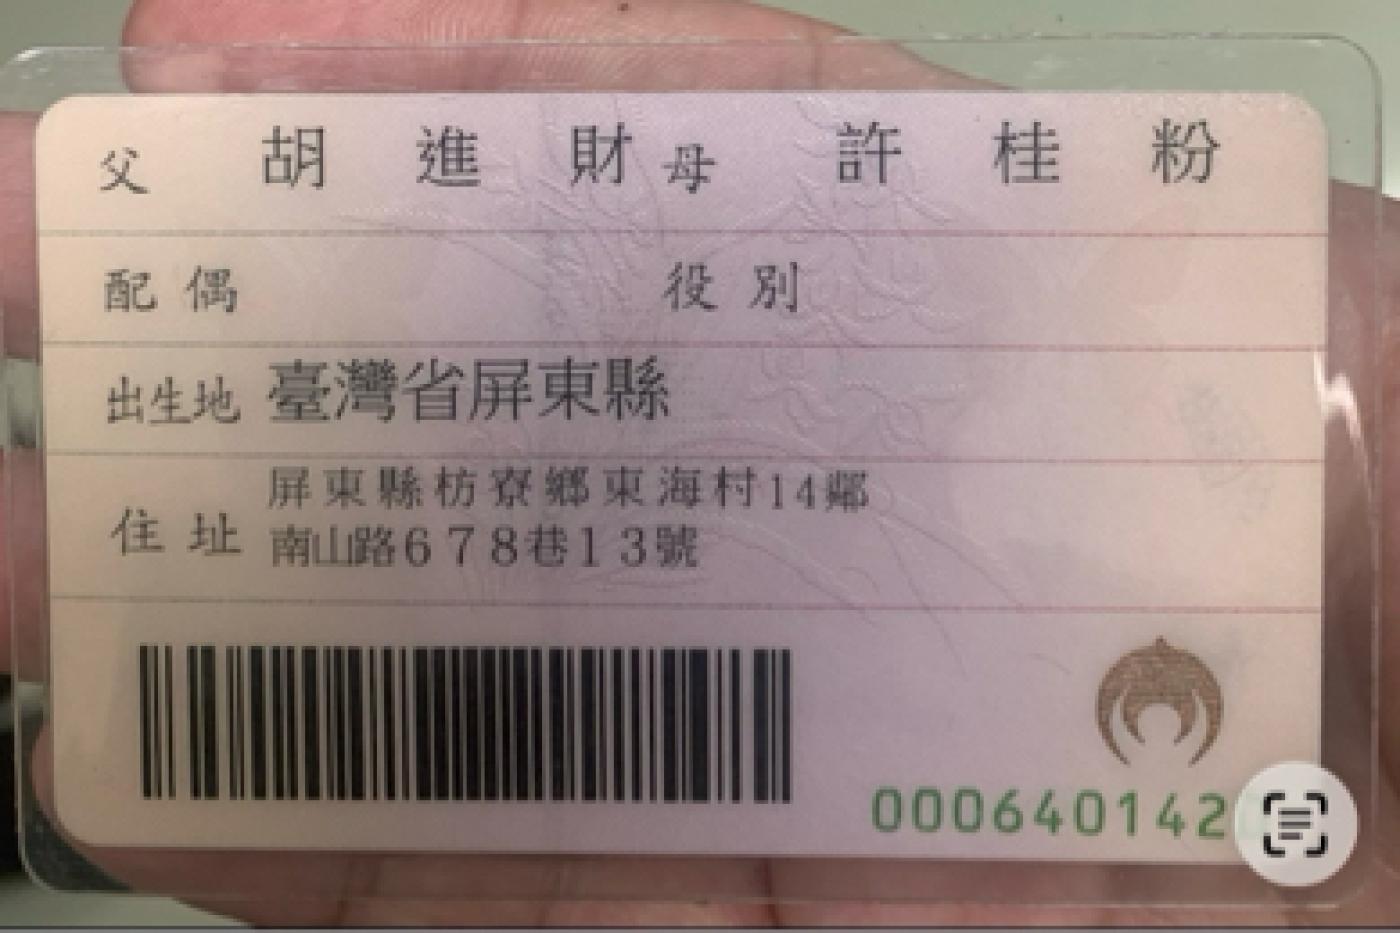 父 胡進財 母 許桂粉
配偶 役別
出生地 臺灣省屏東縣
住址 屏東縣枋寮鄉東海村14鄰
南山路678巷13號
000640142